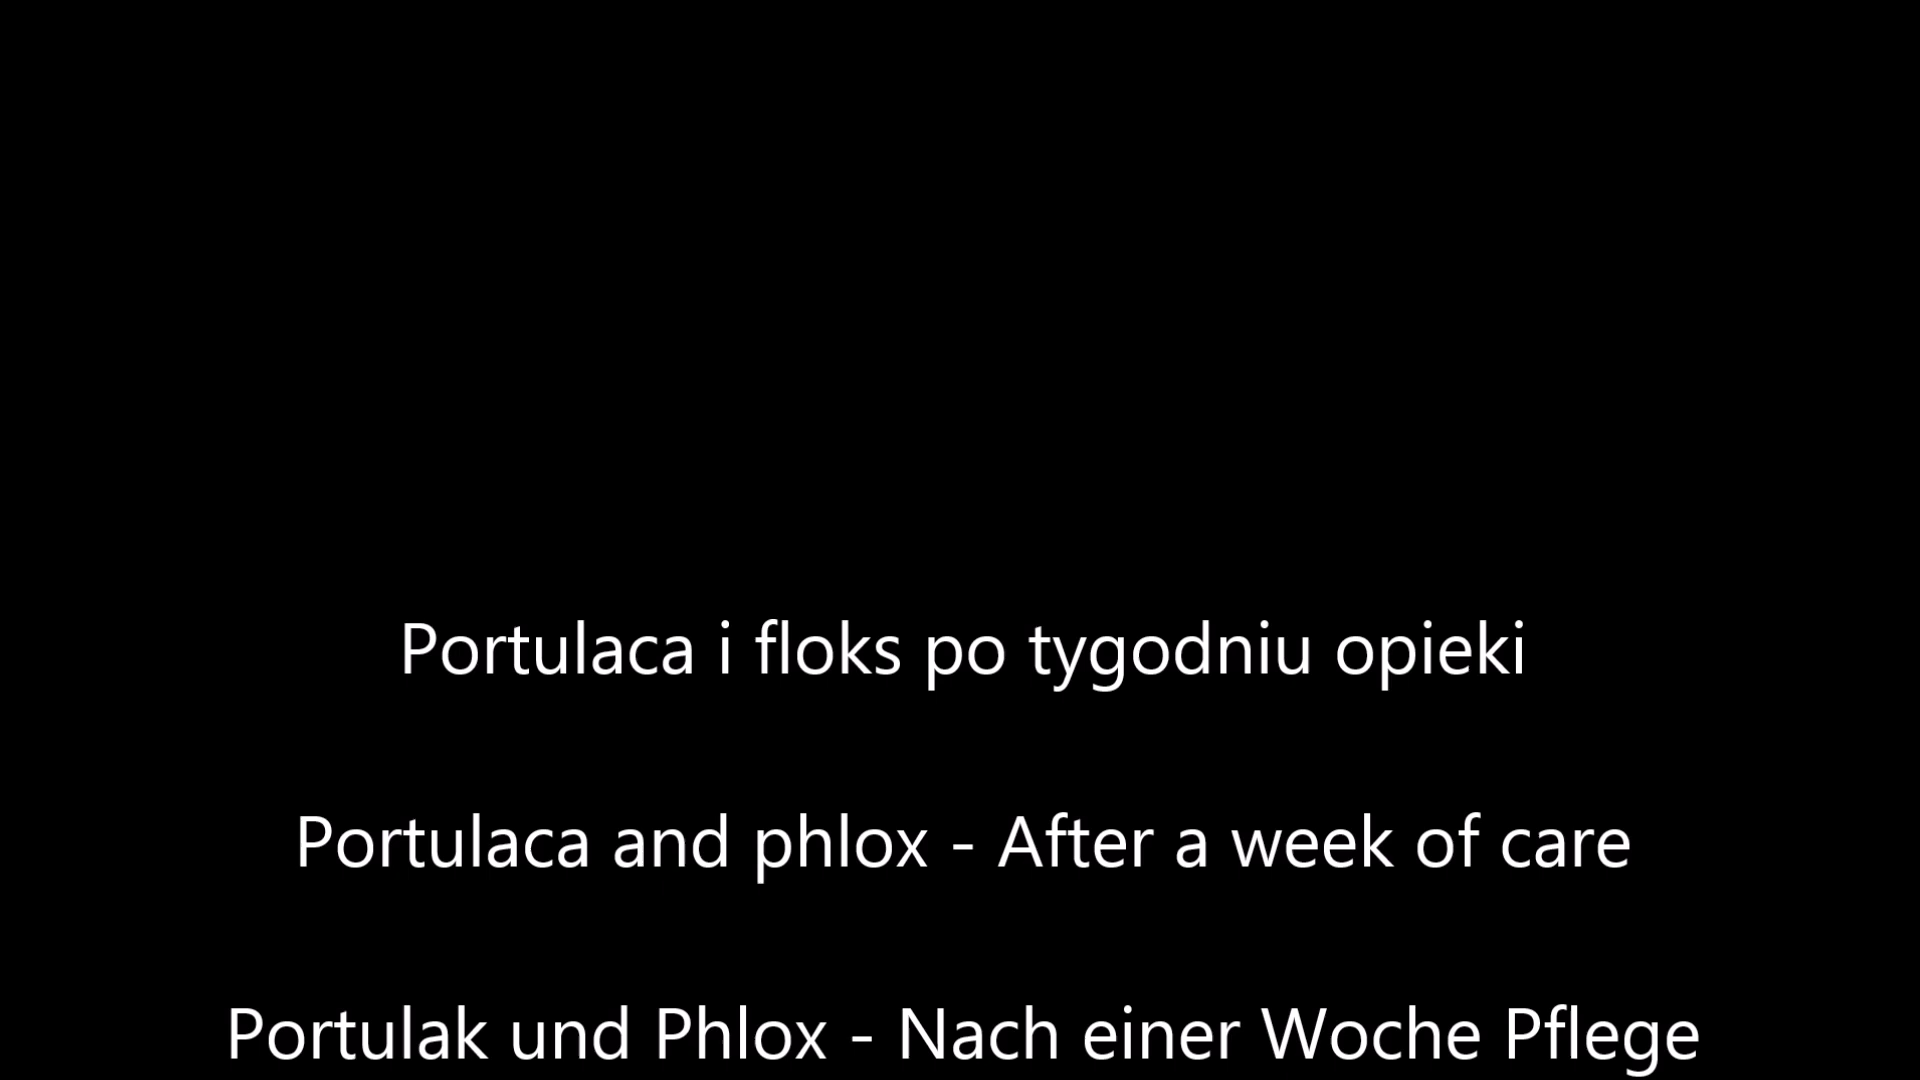 Portulaca i floks po tygodniu opieki
Portulaca and phlox - After a week of care
Portulak und Phlox - Nach einer Woche Pflege